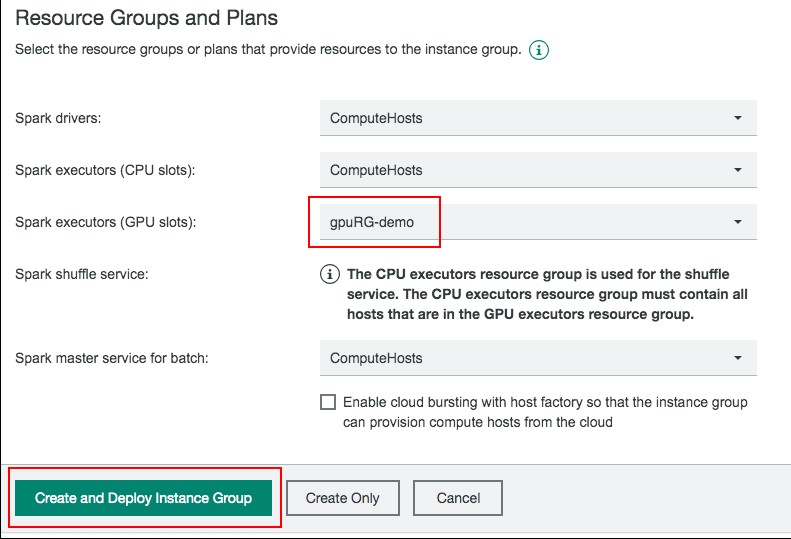 Resource Groups and Plans
Select the resource groups or plans that provide resources to the instance group.
Spark drivers: ComputeHosts
Spark executors (CPU slots): ComputeHosts
Spark executors (GPU slots): gpuRG-demo
Spark shuffle service: The CPU executors resource group is used for the shuffle
service. The CPU executors resource group must contain all
hosts that are in the GPU executors resource group.
Spark master service for batch: ComputeHosts
Enable cloud bursting with host factory so that the instance group
can provision compute hosts from the cloud
Create and Deploy Instance Group Create Only Cancel